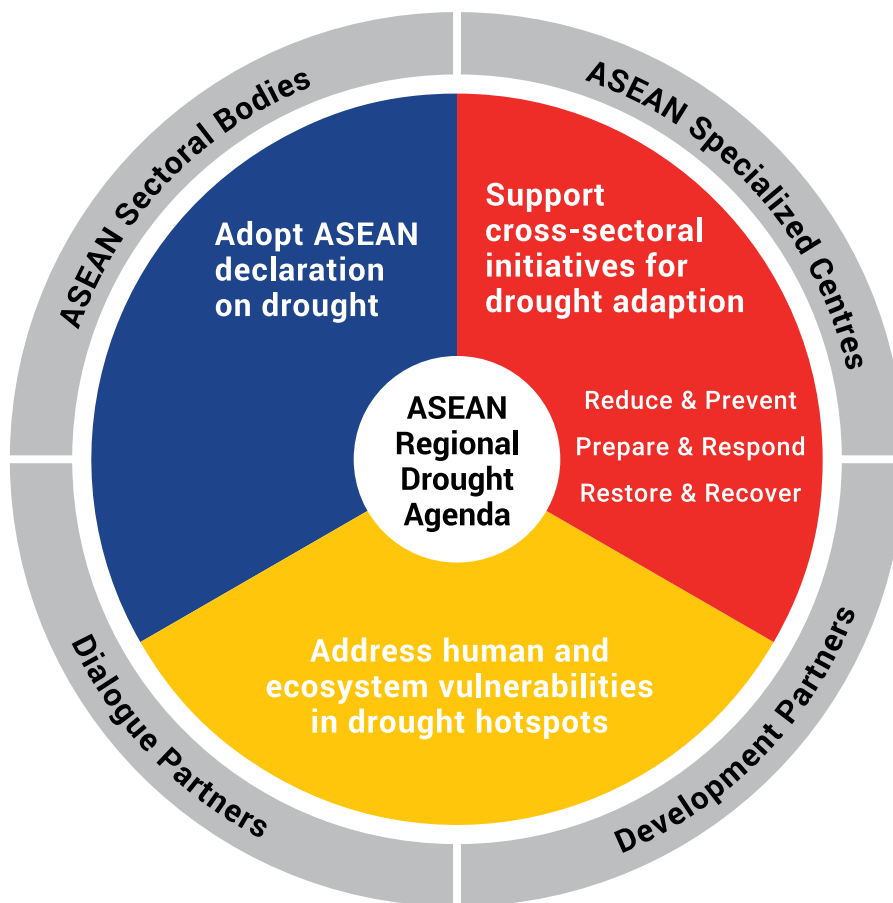 ASEAN Sectoral Bodies
ASEAN Specialized Centres
Adopt ASEAN
declaration
on drought
Support
cross-sectoral
initiatives for
drought adaption
Reduce & Prevent
Prepare & Respond
Restore & Recover
ASEAN
Regional
Drought
Agenda
Address human and
ecosystem vulnerabilities
in drought hotspots
Dialogue Partners
Development Partners